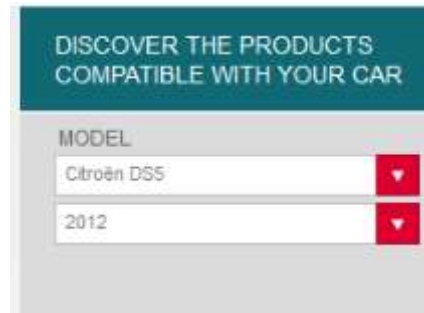 DISCOVER THE PRODUCTS
COMPATIBLE WITH YOUR CAR
MODEL
Citroën DS5
2012